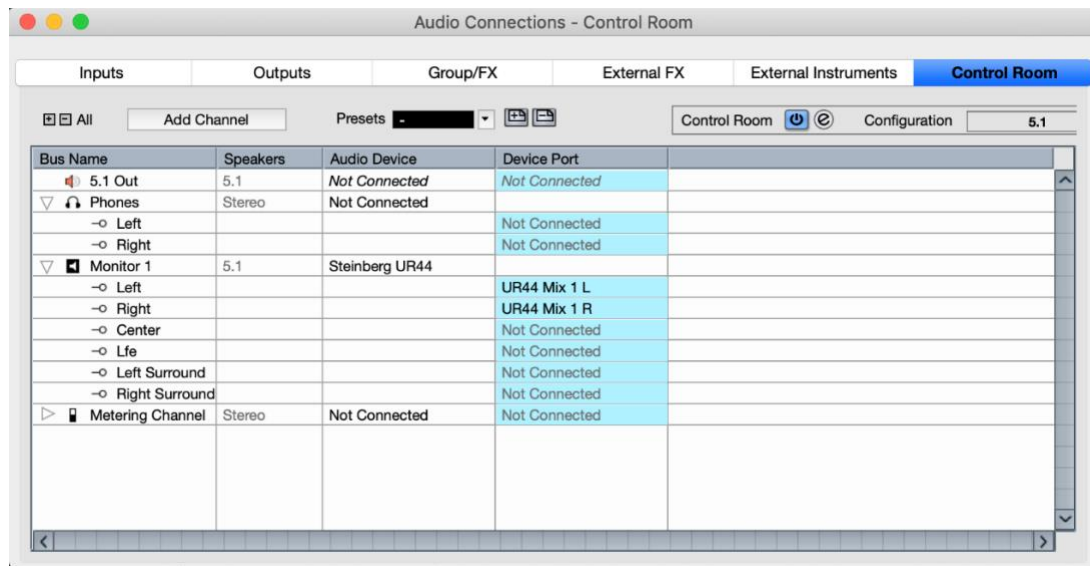 Audio Connections - Control Room
Inputs Outputs Group/FX External FX External Instruments Control Room
All Add Channel Presets - Control Room e Configuration 5.1
Bus Name Speakers Audio Device Device Port
5.1 Out 5.1 Not Connected Not Connected
Phones Stereo Not Connected
Left Not Connected
Right Not Connected
Monitor 1 5.1 Steinberg UR44
Left UR44 Mix 1 L
Right UR44 Mix 1 R
Center Not Connected
Lfe Not Connected
Left Surround Not Connected
Right Surround Not Connected
Metering Channel Stereo Not Connected Not Connected